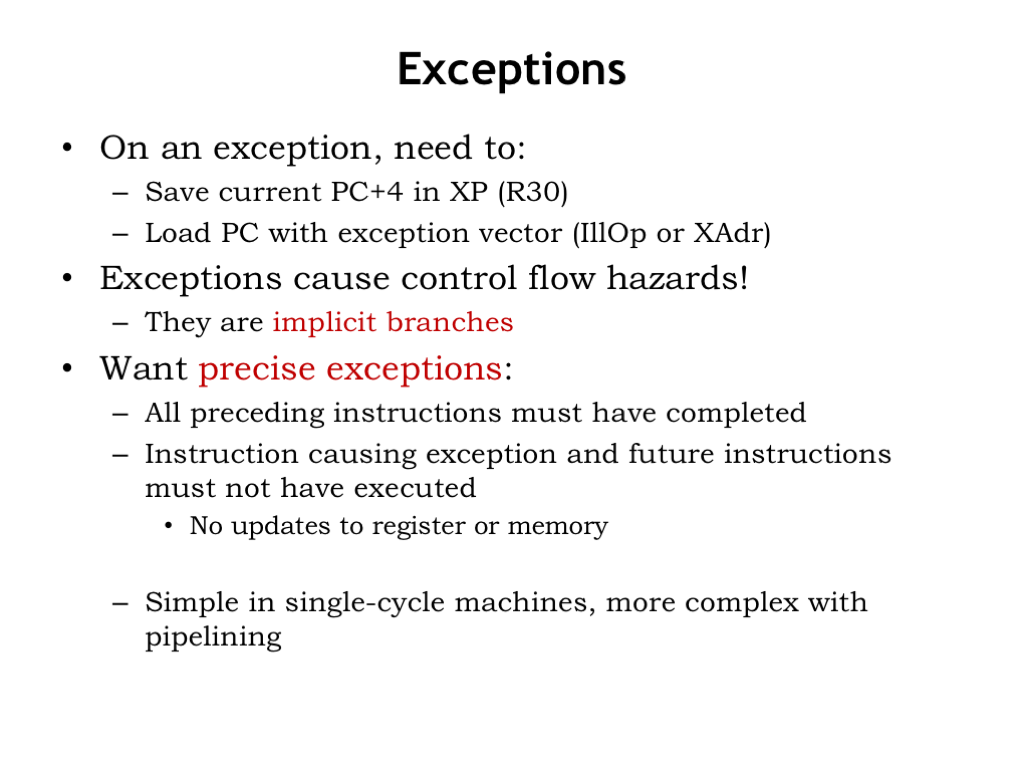 Exceptions
• On an exception, need to:
– Save current PC+4 in XP (R30)
– Load PC with exception vector (IllOp or XAdr)
• Exceptions cause control flow hazards!
– They are implicit branches
• Want precise exceptions:
– All preceding instructions must have completed
– Instruction causing exception and future instructions
must not have executed
• No updates to register or memory
– Simple in single-cycle machines, more complex with
pipelining